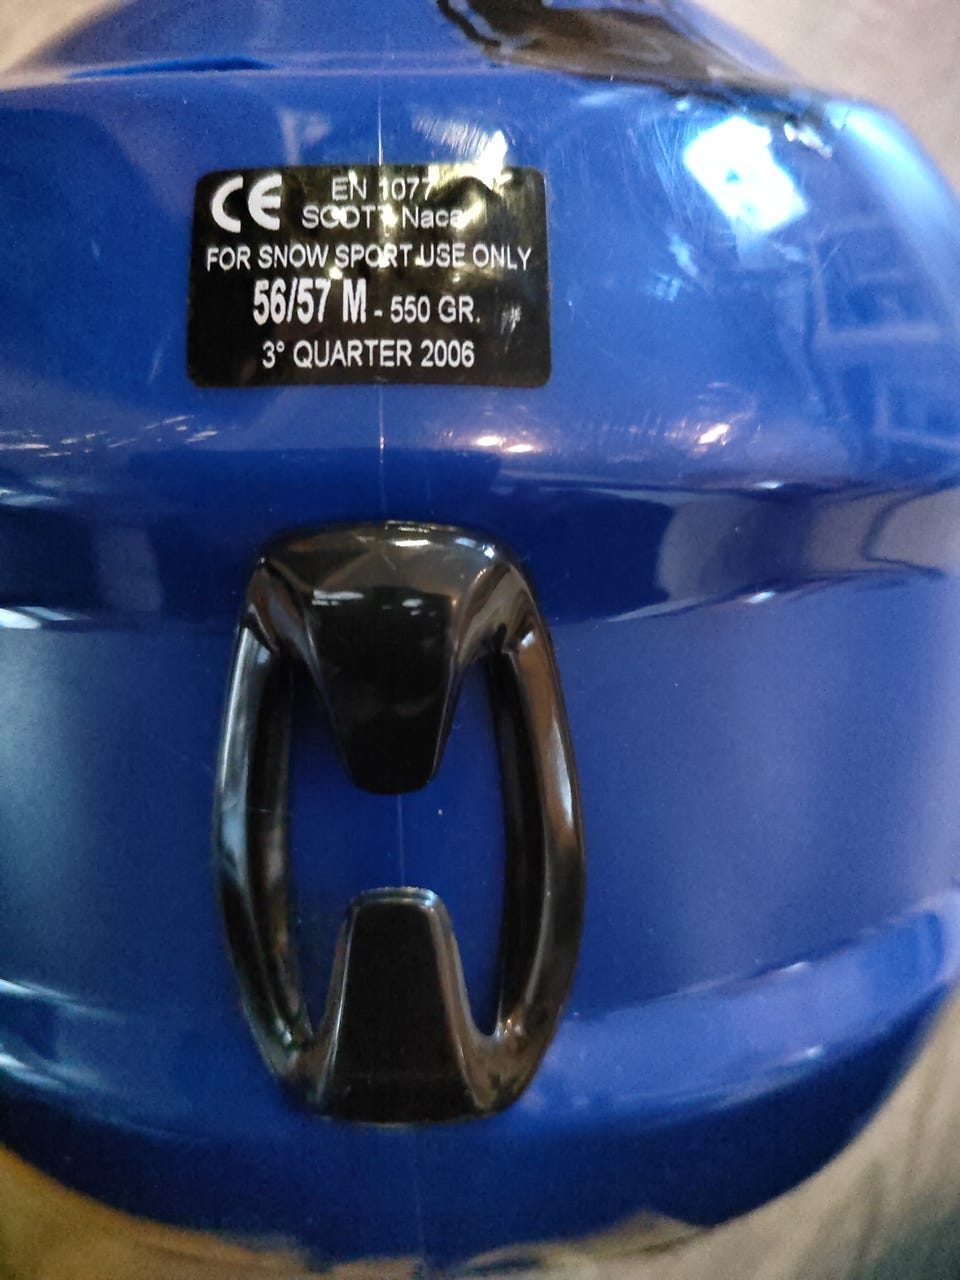 CE EN 1077
SCOTT Naca
FOR SNOW SPORT USE ONLY
56/57 M - 550 GR.
3° QUARTER 2006